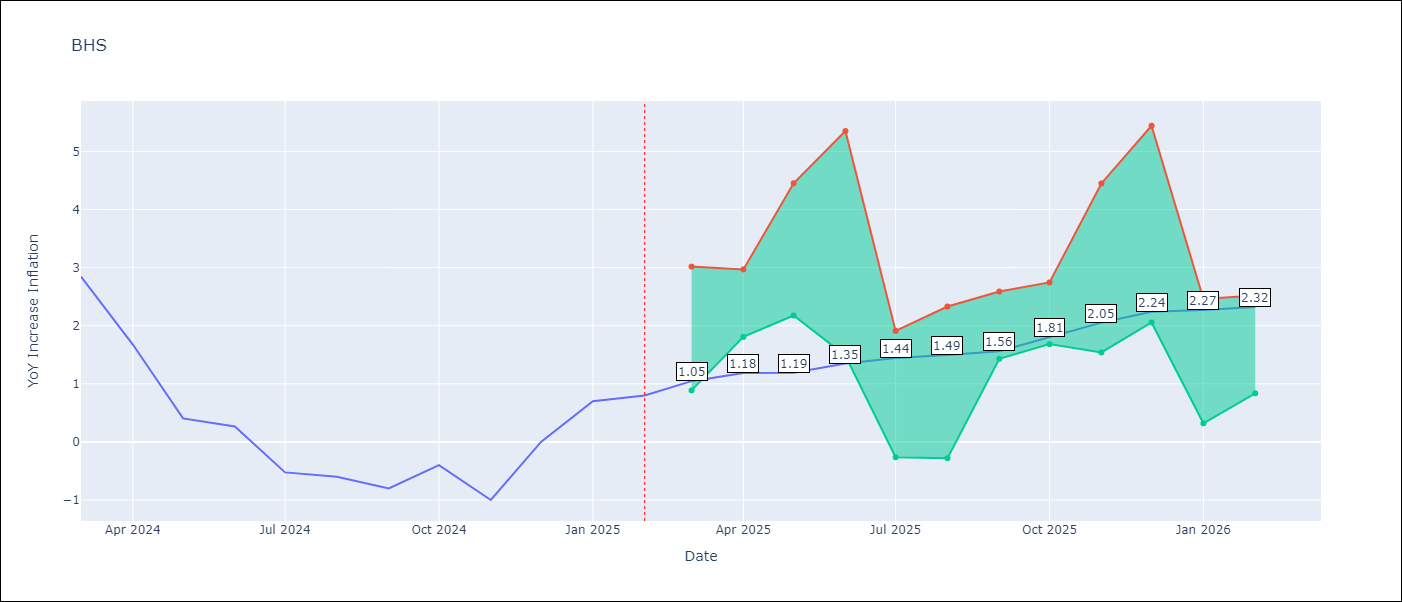 BHS
YoY Increase Inflation
5
4
3
2
1
0
−1
1.05
1.18
1.19
1.35
1.44
1.49
1.56
1.81
2.05
2.24
2.27
2.32
Apr 2024
Jul 2024
Oct 2024
Jan 2025
Apr 2025
Jul 2025
Oct 2025
Jan 2026
Date